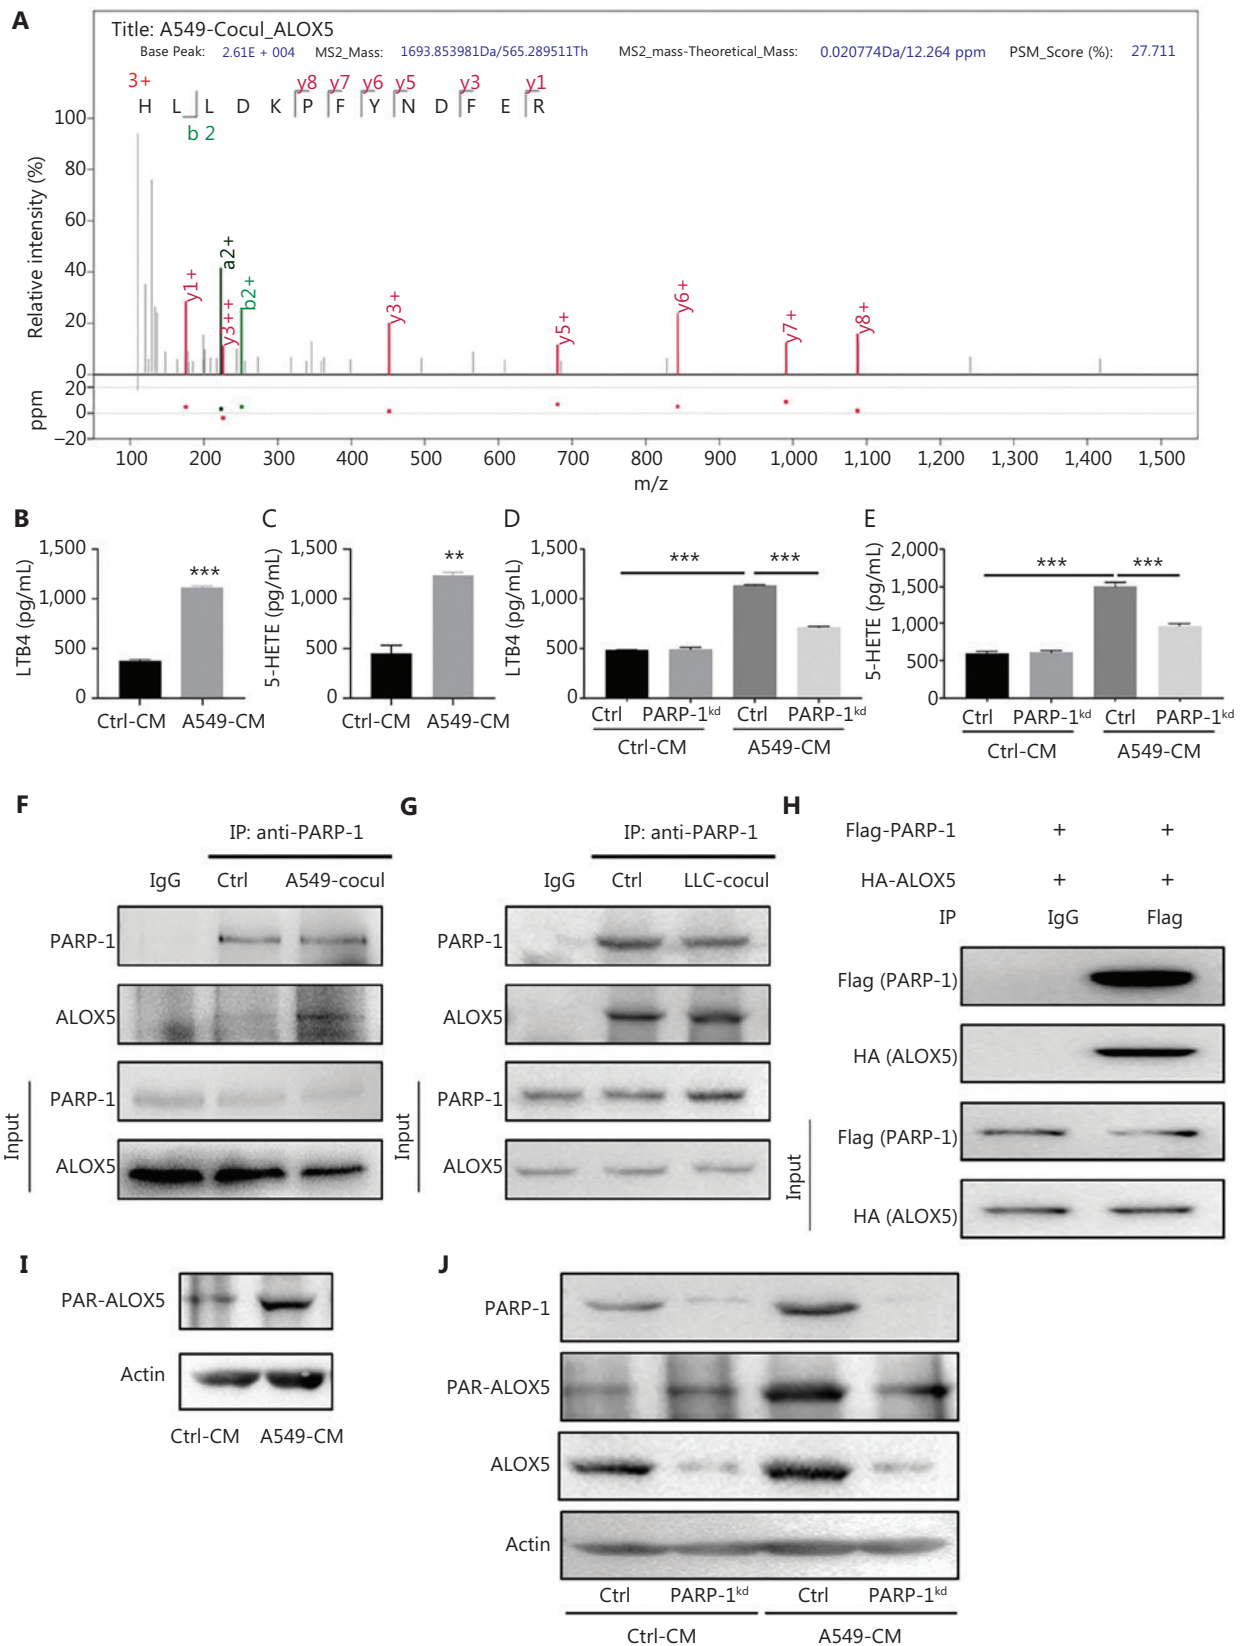 A
Title: A549-Cocul_ALOX5
Base Peak: 2.61E + 004 MS2_Mass: 1693.853981Da/565.289511Th MS2_mass-Theoretical_Mass: 0.020774Da/12.264 ppm PSM_Score (%): 27.711
3+ y8 y7 y6 y5 y3 y1
H L L D K P F Y N D F E R
b 2
Relative intensity (%)
100
80
60
40
20
0
y1+ a2+ y3++ b2+ y3+ y5+ y6+ y7+ y8+
ppm
20
0
−20
100 200 300 400 500 600 700 800 900 1,000 1,100 1,200 1,300 1,400 1,500
m/z
B
LTB4 (pg/mL)
1,500
1,000
500
0
***
Ctrl-CM A549-CM
C
5-HETE (pg/mL)
1,500
1,000
500
0
**
Ctrl-CM A549-CM
D
LTB4 (pg/mL)
1,500
1,000
500
0
*** ***
Ctrl PARP-1kd Ctrl PARP-1kd
Ctrl-CM A549-CM
E
5-HETE (pg/mL)
2,000
1,500
1,000
500
0
*** ***
Ctrl PARP-1kd Ctrl PARP-1kd
Ctrl-CM A549-CM
F
IP: anti-PARP-1
IgG Ctrl A549-cocul
PARP-1
ALOX5
Input
PARP-1
ALOX5
G
IP: anti-PARP-1
IgG Ctrl LLC-cocul
PARP-1
ALOX5
Input
PARP-1
ALOX5
H
Flag-PARP-1 + +
HA-ALOX5 + +
IP IgG Flag
Flag (PARP-1)
HA (ALOX5)
Input
Flag (PARP-1)
HA (ALOX5)
I
PAR-ALOX5
Actin
Ctrl-CM A549-CM
J
PARP-1
PAR-ALOX5
ALOX5
Actin
Ctrl PARP-1kd Ctrl PARP-1kd
Ctrl-CM A549-CM